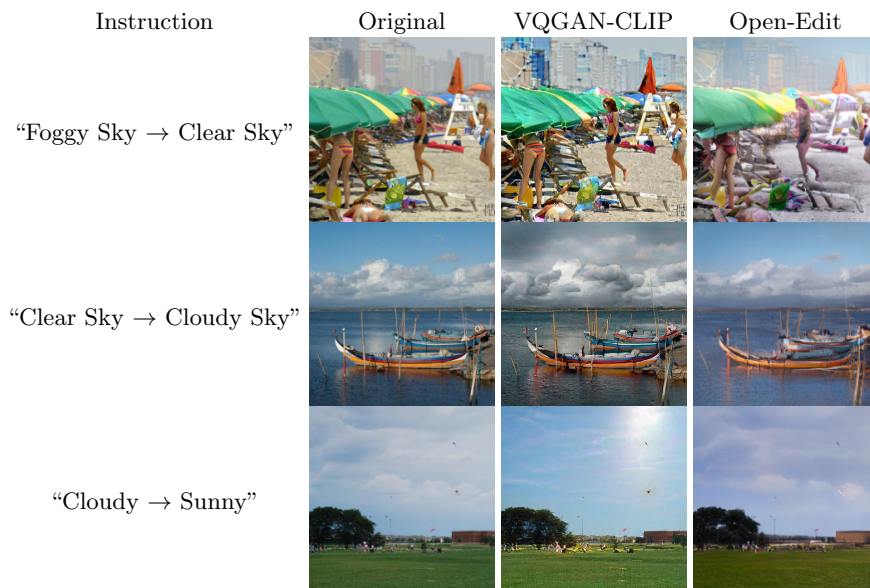 Instruction Original VQGAN-CLIP Open-Edit
“Foggy Sky → Clear Sky”
“Clear Sky → Cloudy Sky”
“Cloudy → Sunny”